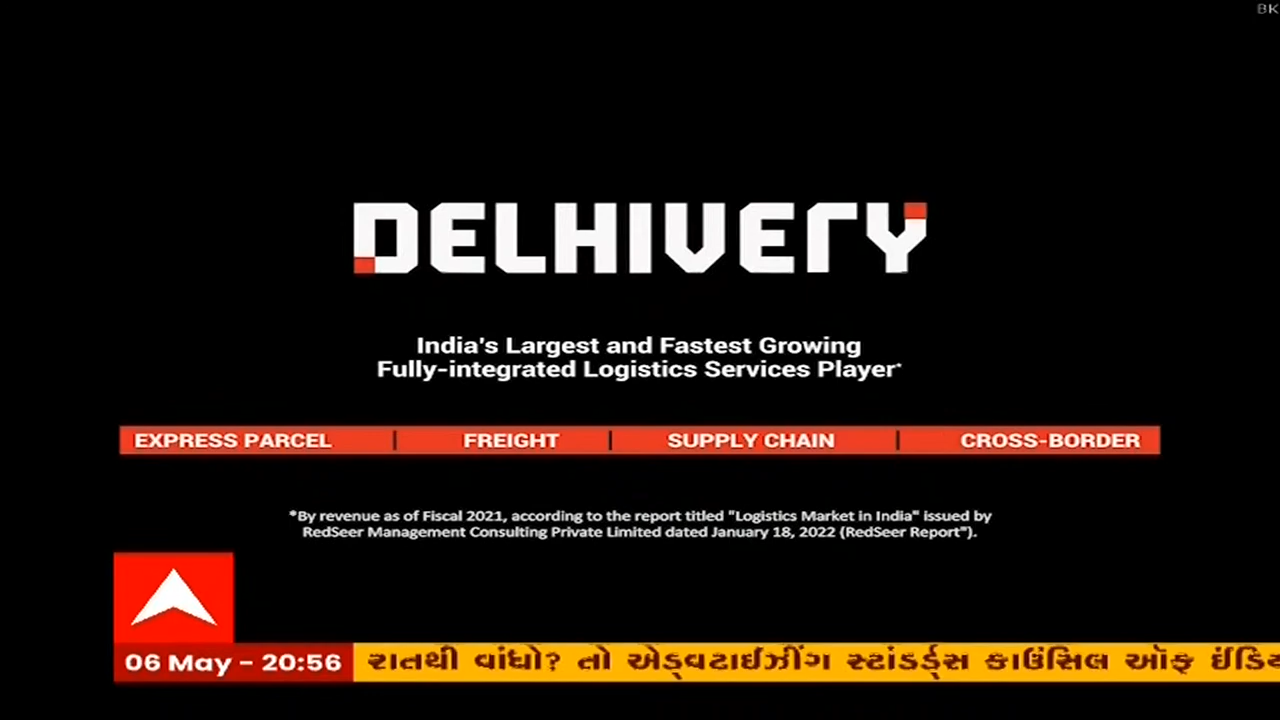 BK
DELHIVERY
India's Largest and Fastest Growing
Fully-integrated Logistics Services Player*
EXPRESS PARCEL | FREIGHT | SUPPLY CHAIN | CROSS-BORDER
*By revenue as of Fiscal 2021, according to the report titled "Logistics Market in India" issued by
RedSeer Management Consulting Private Limited dated January 18, 2022 (RedSeer Report").
06 May - 20:56 રાતથી વાંધો? તો એડ્વટાઈઝીંગ સ્ટાંડર્ડ્સ કાઉંસિલ ઑફ